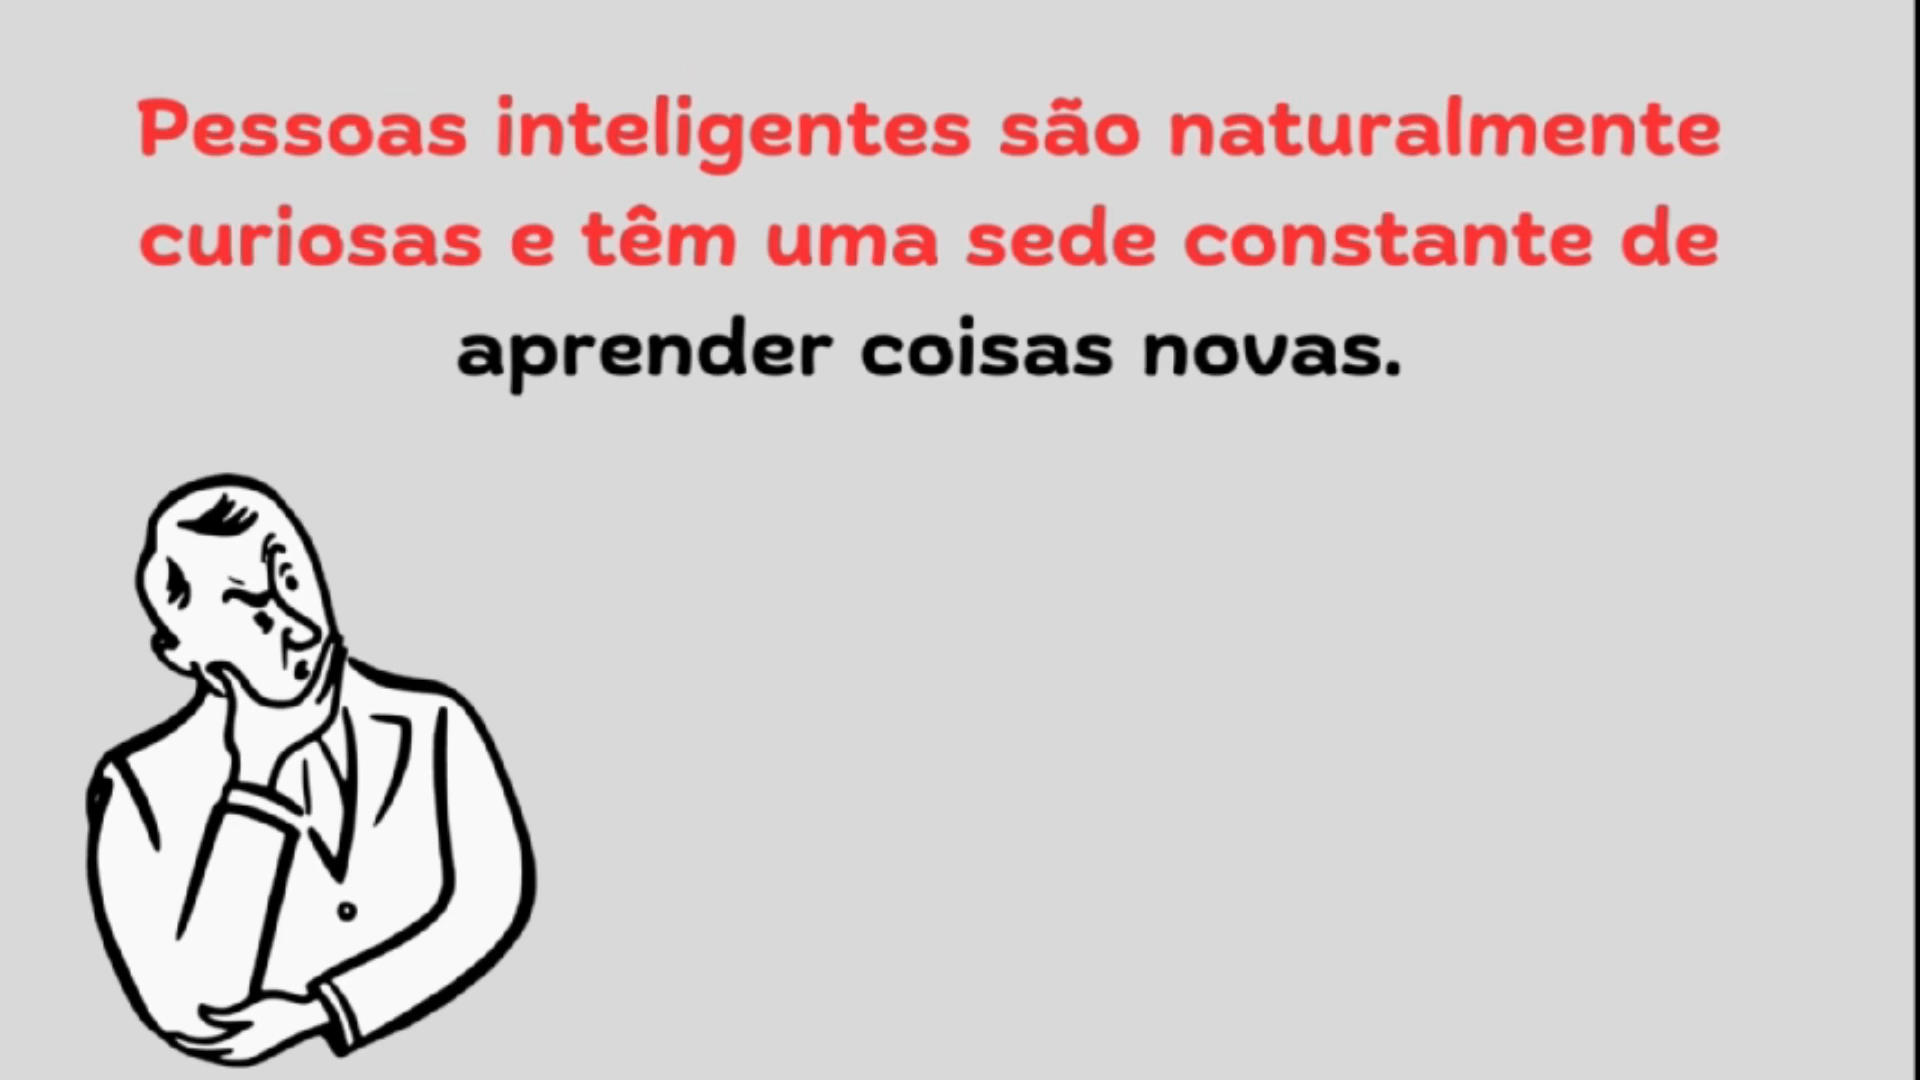 Pessoas inteligentes são naturalmente
curiosas e têm uma sede constante de
aprender coisas novas.